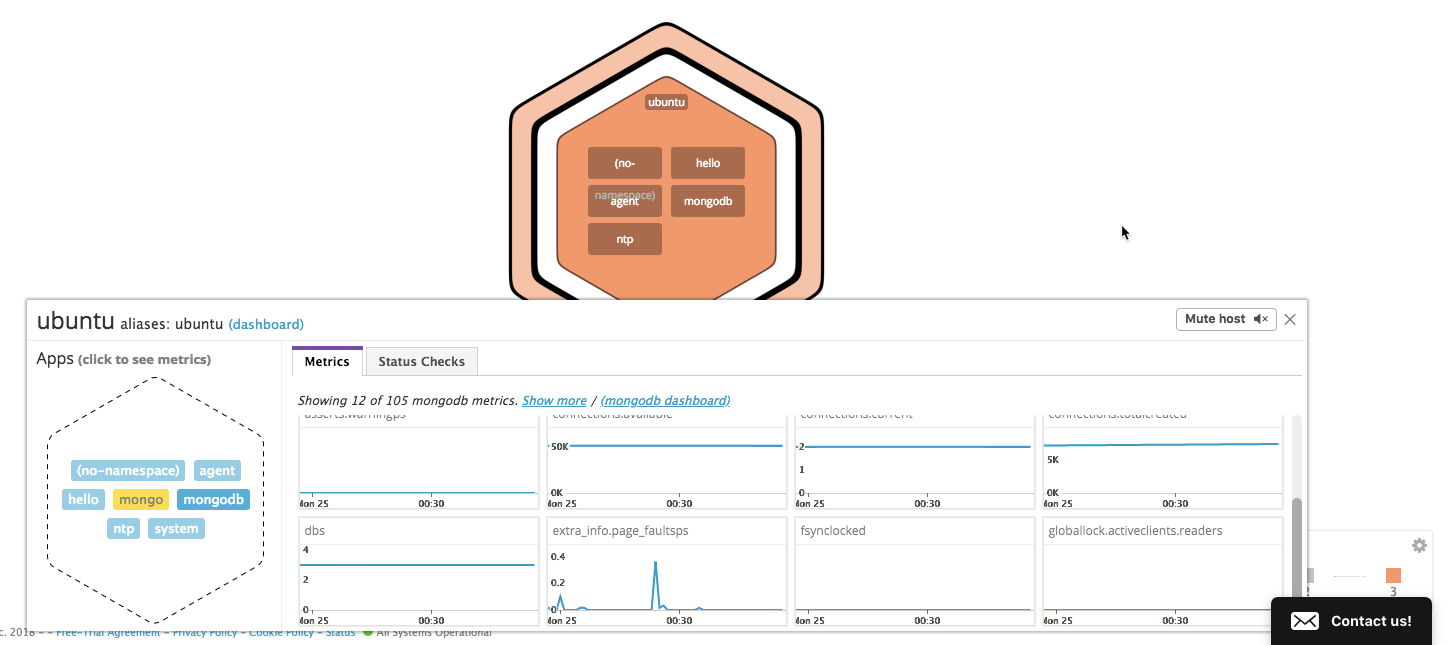 ubuntu
(no-
hello
namespace)
agent
mongodb
ntp
ubuntu aliases: ubuntu (dashboard)
Mute host
Apps (click to see metrics)
Metrics
Status Checks
Showing 12 of 105 mongodb metrics. Show more / (mongodb dashboard)
(no-namespace) agent
hello mongo mongodb
ntp system
asserts.warningps
connections.available
connections.current
connections.totalcreated
50K
2
5K
1
0K
0
0K
Mon 25 00:30
Mon 25 00:30
Mon 25 00:30
Mon 25 00:30
dbs
extra_info.page_faultsps
fsynclocked
globallock.activeclients.readers
4
2
0
0.4
0.2
0
Mon 25 00:30
Mon 25 00:30
Mon 25 00:30
Mon 25 00:30
3
c. 2016 - - Free-Trial Agreement - Privacy Policy - Cookie Policy - Status All Systems Operational
Contact us!